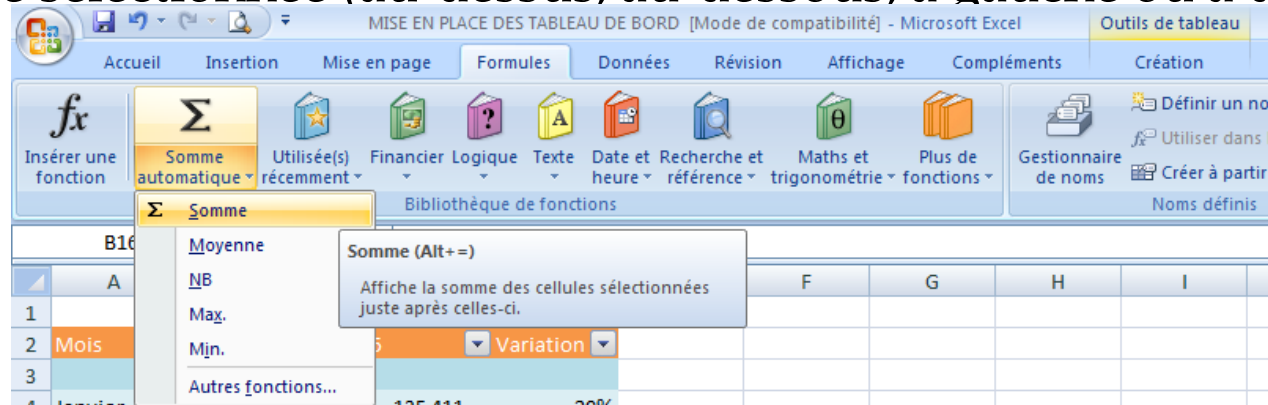 MISE EN PLACE DES TABLEAU DE BORD [Mode de compatibilité] - Microsoft Excel
Outils de tableau
Accueil Insertion Mise en page Formules Données Révision Affichage Compléments Création
fx Σ ? A θ
Insérer une fonction
Somme automatique
Utilisée(s) récemment
Financier
Logique
Texte
Date et heure
Recherche et référence
Maths et trigonométrie
Plus de fonctions
Gestionnaire de noms
Définir un no
Utiliser dans
Créer à partir
Bibliothèque de fonctions
Noms définis
Σ Somme
Moyenne
NB
Max.
Min.
Autres fonctions...
Somme (Alt+=)
Affiche la somme des cellules sélectionnées
juste après celles-ci.
B16
A F G H I
1
2 Mois Variation
3